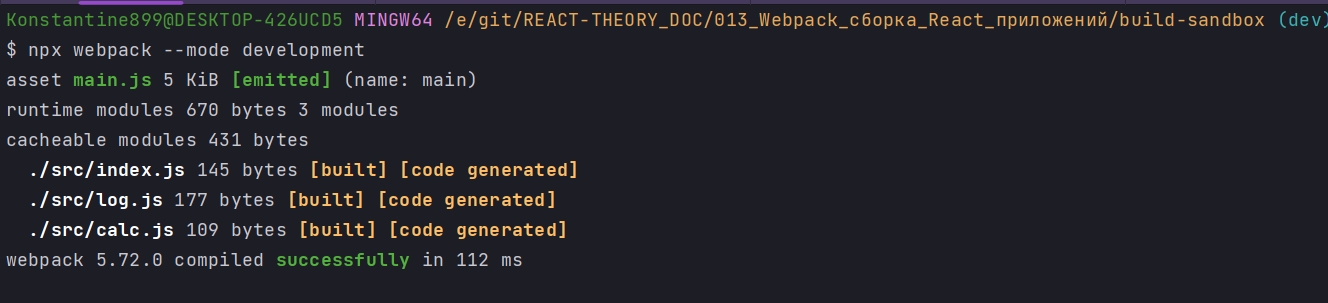 Konstantine899@DESKTOP-426UCD5 MINGW64 /e/git/REACT-THEORY_DOC/013_Webpack_сборка_React_приложений/build-sandbox (dev)
$ npx webpack --mode development
asset main.js 5 KiB [emitted] (name: main)
runtime modules 670 bytes 3 modules
cacheable modules 431 bytes
  ./src/index.js 145 bytes [built] [code generated]
  ./src/log.js 177 bytes [built] [code generated]
  ./src/calc.js 109 bytes [built] [code generated]
webpack 5.72.0 compiled successfully in 112 ms